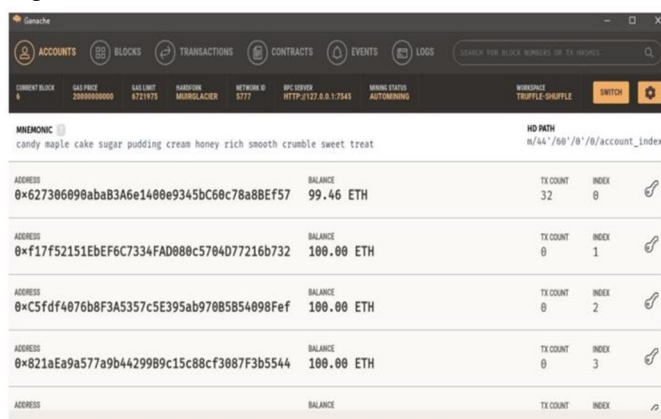 Ganache
ACCOUNTS BLOCKS TRANSACTIONS CONTRACTS EVENTS LOGS SEARCH FOR BLOCK NUMBERS OR TX HASHES
CURRENT BLOCK GAS PRICE GAS LIMIT HARDFORK NETWORK ID RPC SERVER MINING STATUS WORKSPACE
6 20000000000 6721975 MUIRGLACIER 5777 HTTP://127.0.0.1:7545 AUTOMINING TRUFFLE-SHUFFLE SWITCH
MNEMONIC ? HD PATH
candy maple cake sugar pudding cream honey rich smooth crumble sweet treat m/44'/60'/0'/0/account_index
ADDRESS BALANCE TX COUNT INDEX
0×627306090abaB3A6e1400e9345bC60c78a8BEf57 99.46 ETH 32 0
ADDRESS BALANCE TX COUNT INDEX
0×f17f52151EbEF6C7334FAD080c5704D77216b732 100.00 ETH 0 1
ADDRESS BALANCE TX COUNT INDEX
0×C5fdf4076b8F3A5357c5E395ab970B5B54098Fef 100.00 ETH 0 2
ADDRESS BALANCE TX COUNT INDEX
0×821aEa9a577a9b44299B9c15c88cf3087F3b5544 100.00 ETH 0 3
ADDRESS BALANCE TX COUNT INDEX